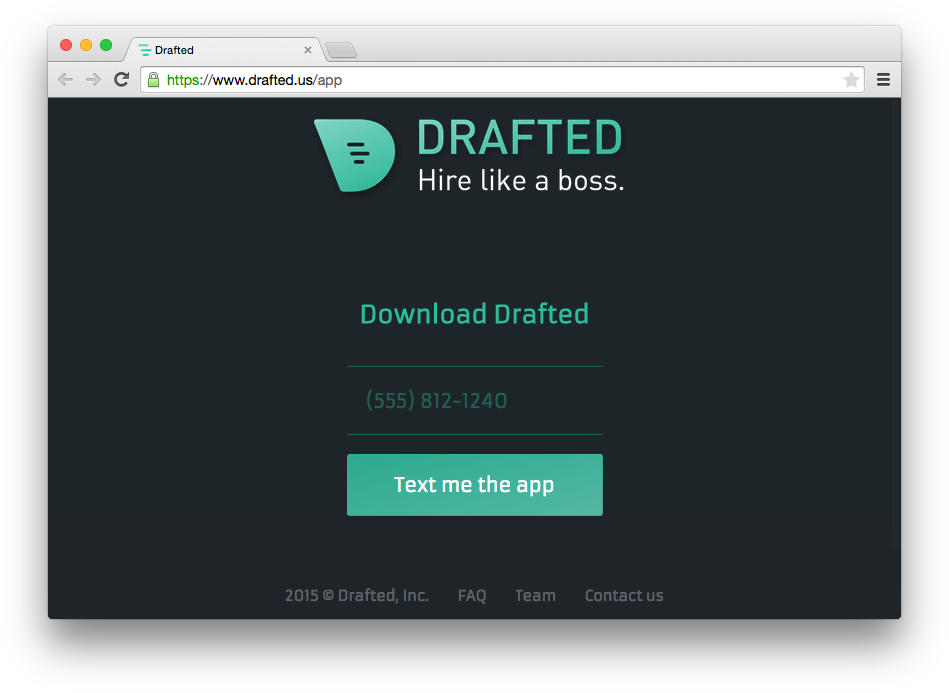 Drafted
https://www.drafted.us/app
DRAFTED
Hire like a boss.
Download Drafted
(555) 812-1240
Text me the app
2015 © Drafted, Inc. FAQ Team Contact us